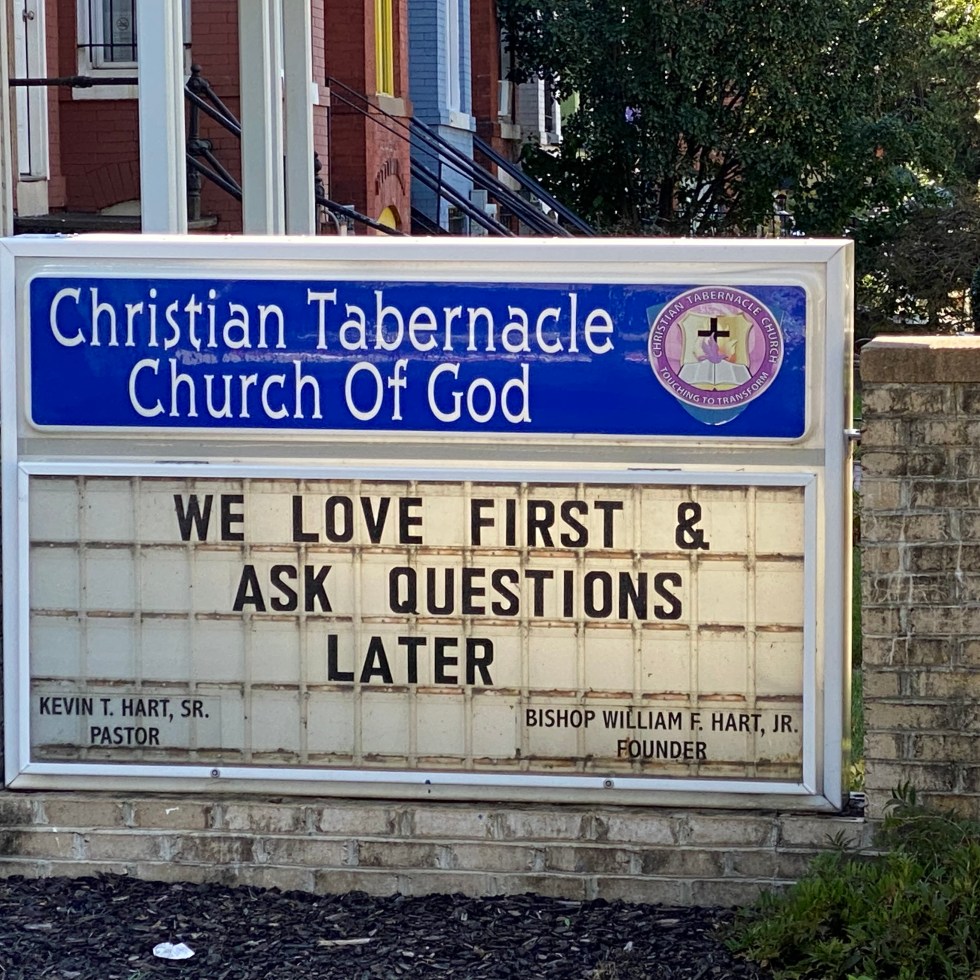 Christian Tabernacle
Church Of God
CHRISTIAN TABERNACLE CHURCH
TOUCHING TO TRANSFORM
WE LOVE FIRST &
ASK QUESTIONS
LATER
KEVIN T. HART, SR.
PASTOR
BISHOP WILLIAM F. HART, JR.
FOUNDER